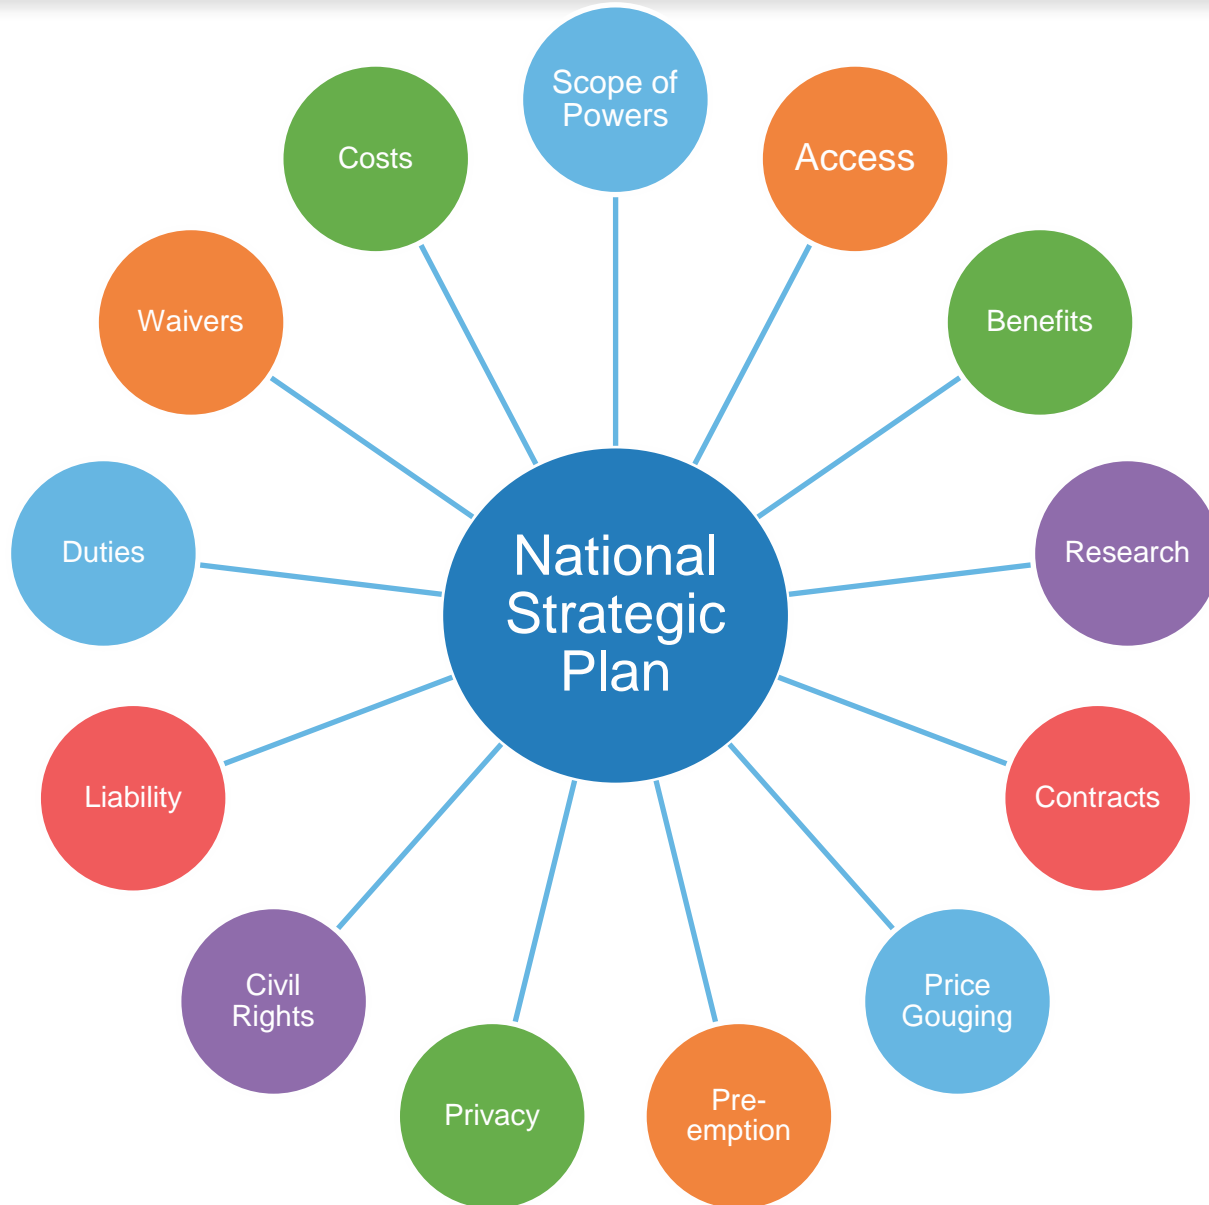 Scope of
Powers
Access
Benefits
Research
Contracts
Price
Gouging
Pre-
emption
Privacy
Civil
Rights
Liability
Duties
Waivers
Costs
National
Strategic
Plan